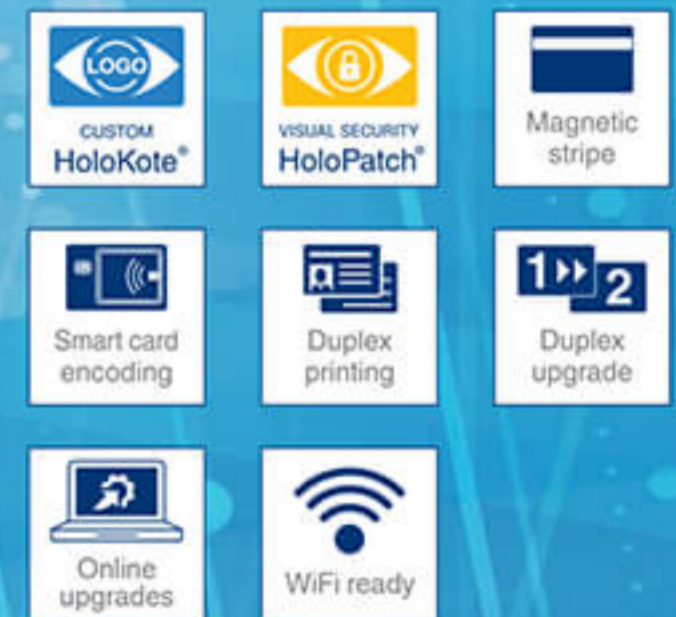 LOGO
CUSTOM
HoloKote®
VISUAL SECURITY
HoloPatch®
Magnetic
stripe
Smart card
encoding
Duplex
printing
1 2
Duplex
upgrade
Online
upgrades
WiFi ready